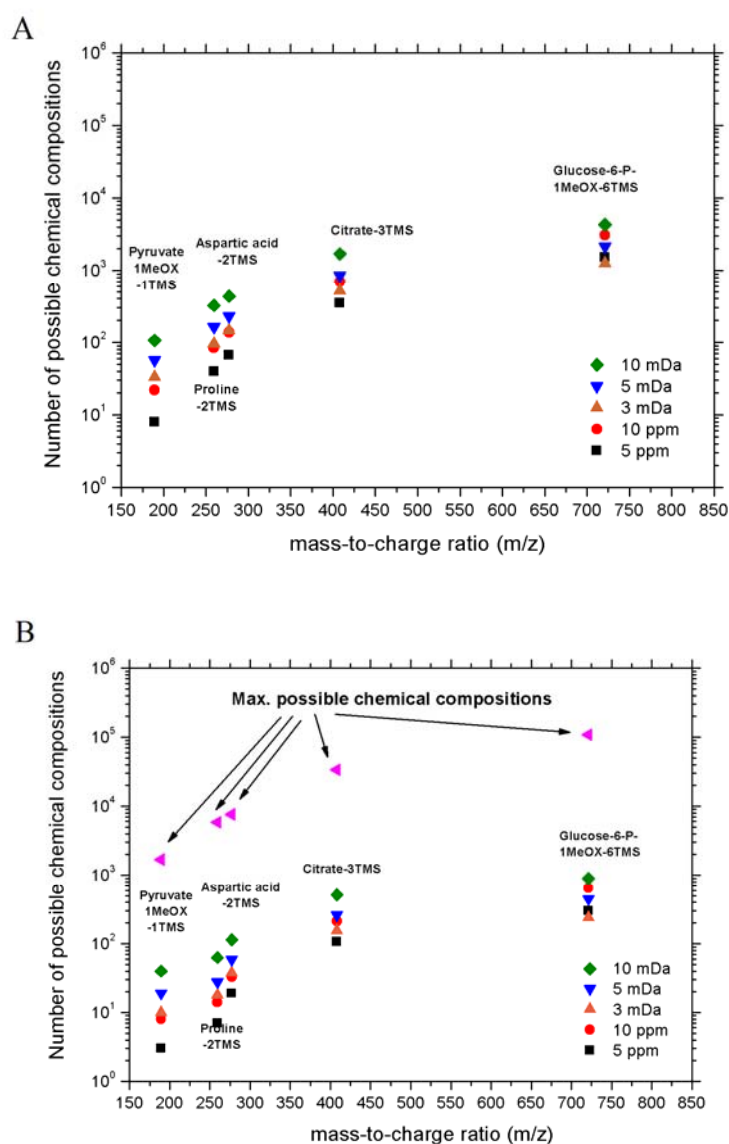 A
Number of possible chemical compositions
10^6
10^5
10^4
10^3
10^2
10^1
10^0
Glucose-6-P-
1MeOX-6TMS
Citrate-3TMS
Aspartic acid
-2TMS
Pyruvate
1MeOX
-1TMS
Proline
-2TMS
10 mDa
5 mDa
3 mDa
10 ppm
5 ppm
150 200 250 300 350 400 450 500 550 600 650 700 750 800 850
mass-to-charge ratio (m/z)
B
Number of possible chemical compositions
10^6
10^5
10^4
10^3
10^2
10^1
10^0
Max. possible chemical compositions
Glucose-6-P-
1MeOX-6TMS
Citrate-3TMS
Aspartic acid
-2TMS
Pyruvate
1MeOX
-1TMS
Proline
-2TMS
10 mDa
5 mDa
3 mDa
10 ppm
5 ppm
150 200 250 300 350 400 450 500 550 600 650 700 750 800 850
mass-to-charge ratio (m/z)